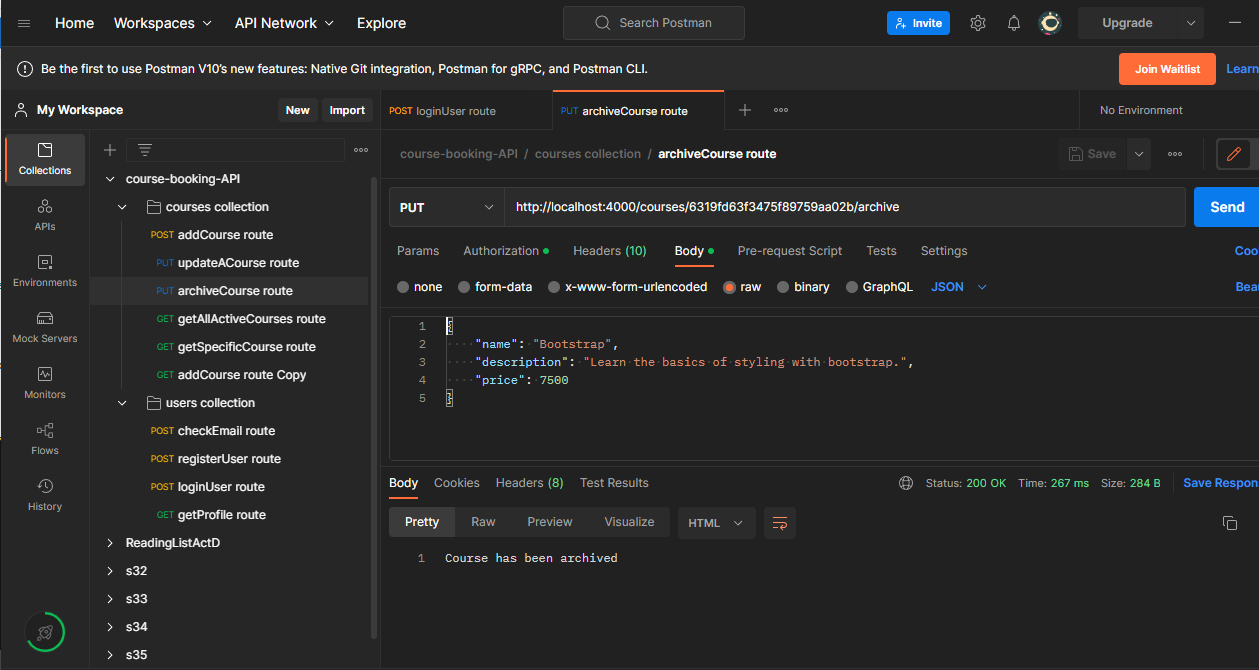 Home Workspaces API Network Explore Search Postman Invite Upgrade
Be the first to use Postman V10's new features: Native Git integration, Postman for gRPC, and Postman CLI. Join Waitlist Learn
My Workspace New Import
POST loginUser route PUT archiveCourse route No Environment
Collections
APIs
Environments
Mock Servers
Monitors
Flows
History
course-booking-API
courses collection
POST addCourse route
PUT updateACourse route
PUT archiveCourse route
GET getAllActiveCourses route
GET getSpecificCourse route
GET addCourse route Copy
users collection
POST checkEmail route
POST registerUser route
POST loginUser route
GET getProfile route
ReadingListActD
s32
s33
s34
s35
course-booking-API / courses collection / archiveCourse route Save
PUT http://localhost:4000/courses/6319fd63f3475f89759aa02b/archive Send
Params Authorization Headers (10) Body Pre-request Script Tests Settings Coo
none form-data x-www-form-urlencoded raw binary GraphQL JSON Beau
1 {
2 "name": "Bootstrap",
3 "description": "Learn the basics of styling with bootstrap.",
4 "price": 7500
5 }
Body Cookies Headers (8) Test Results Status: 200 OK Time: 267 ms Size: 284 B Save Respon
Pretty Raw Preview Visualize HTML
1 Course has been archived